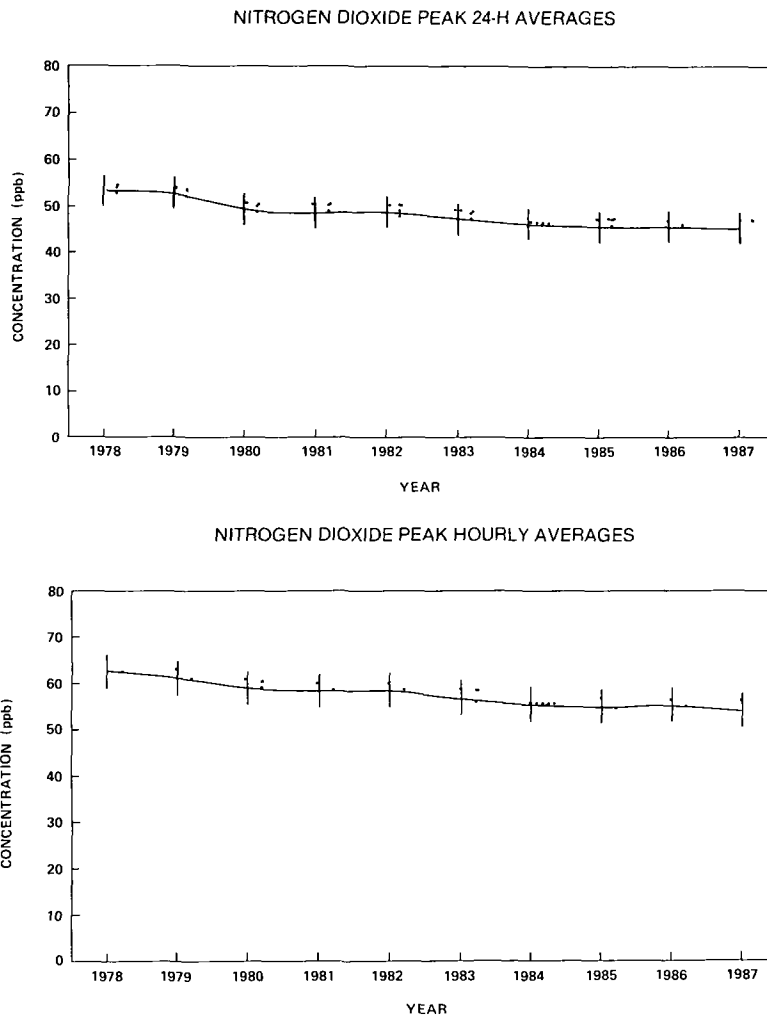 NITROGEN DIOXIDE PEAK 24-H AVERAGES
80
70
60
50
40
30
20
10
0
CONCENTRATION (ppb)
1978 1979 1980 1981 1982 1983 1984 1985 1986 1987
YEAR
NITROGEN DIOXIDE PEAK HOURLY AVERAGES
80
70
60
50
40
30
20
10
0
CONCENTRATION (ppb)
1978 1979 1980 1981 1982 1983 1984 1985 1986 1987
YEAR